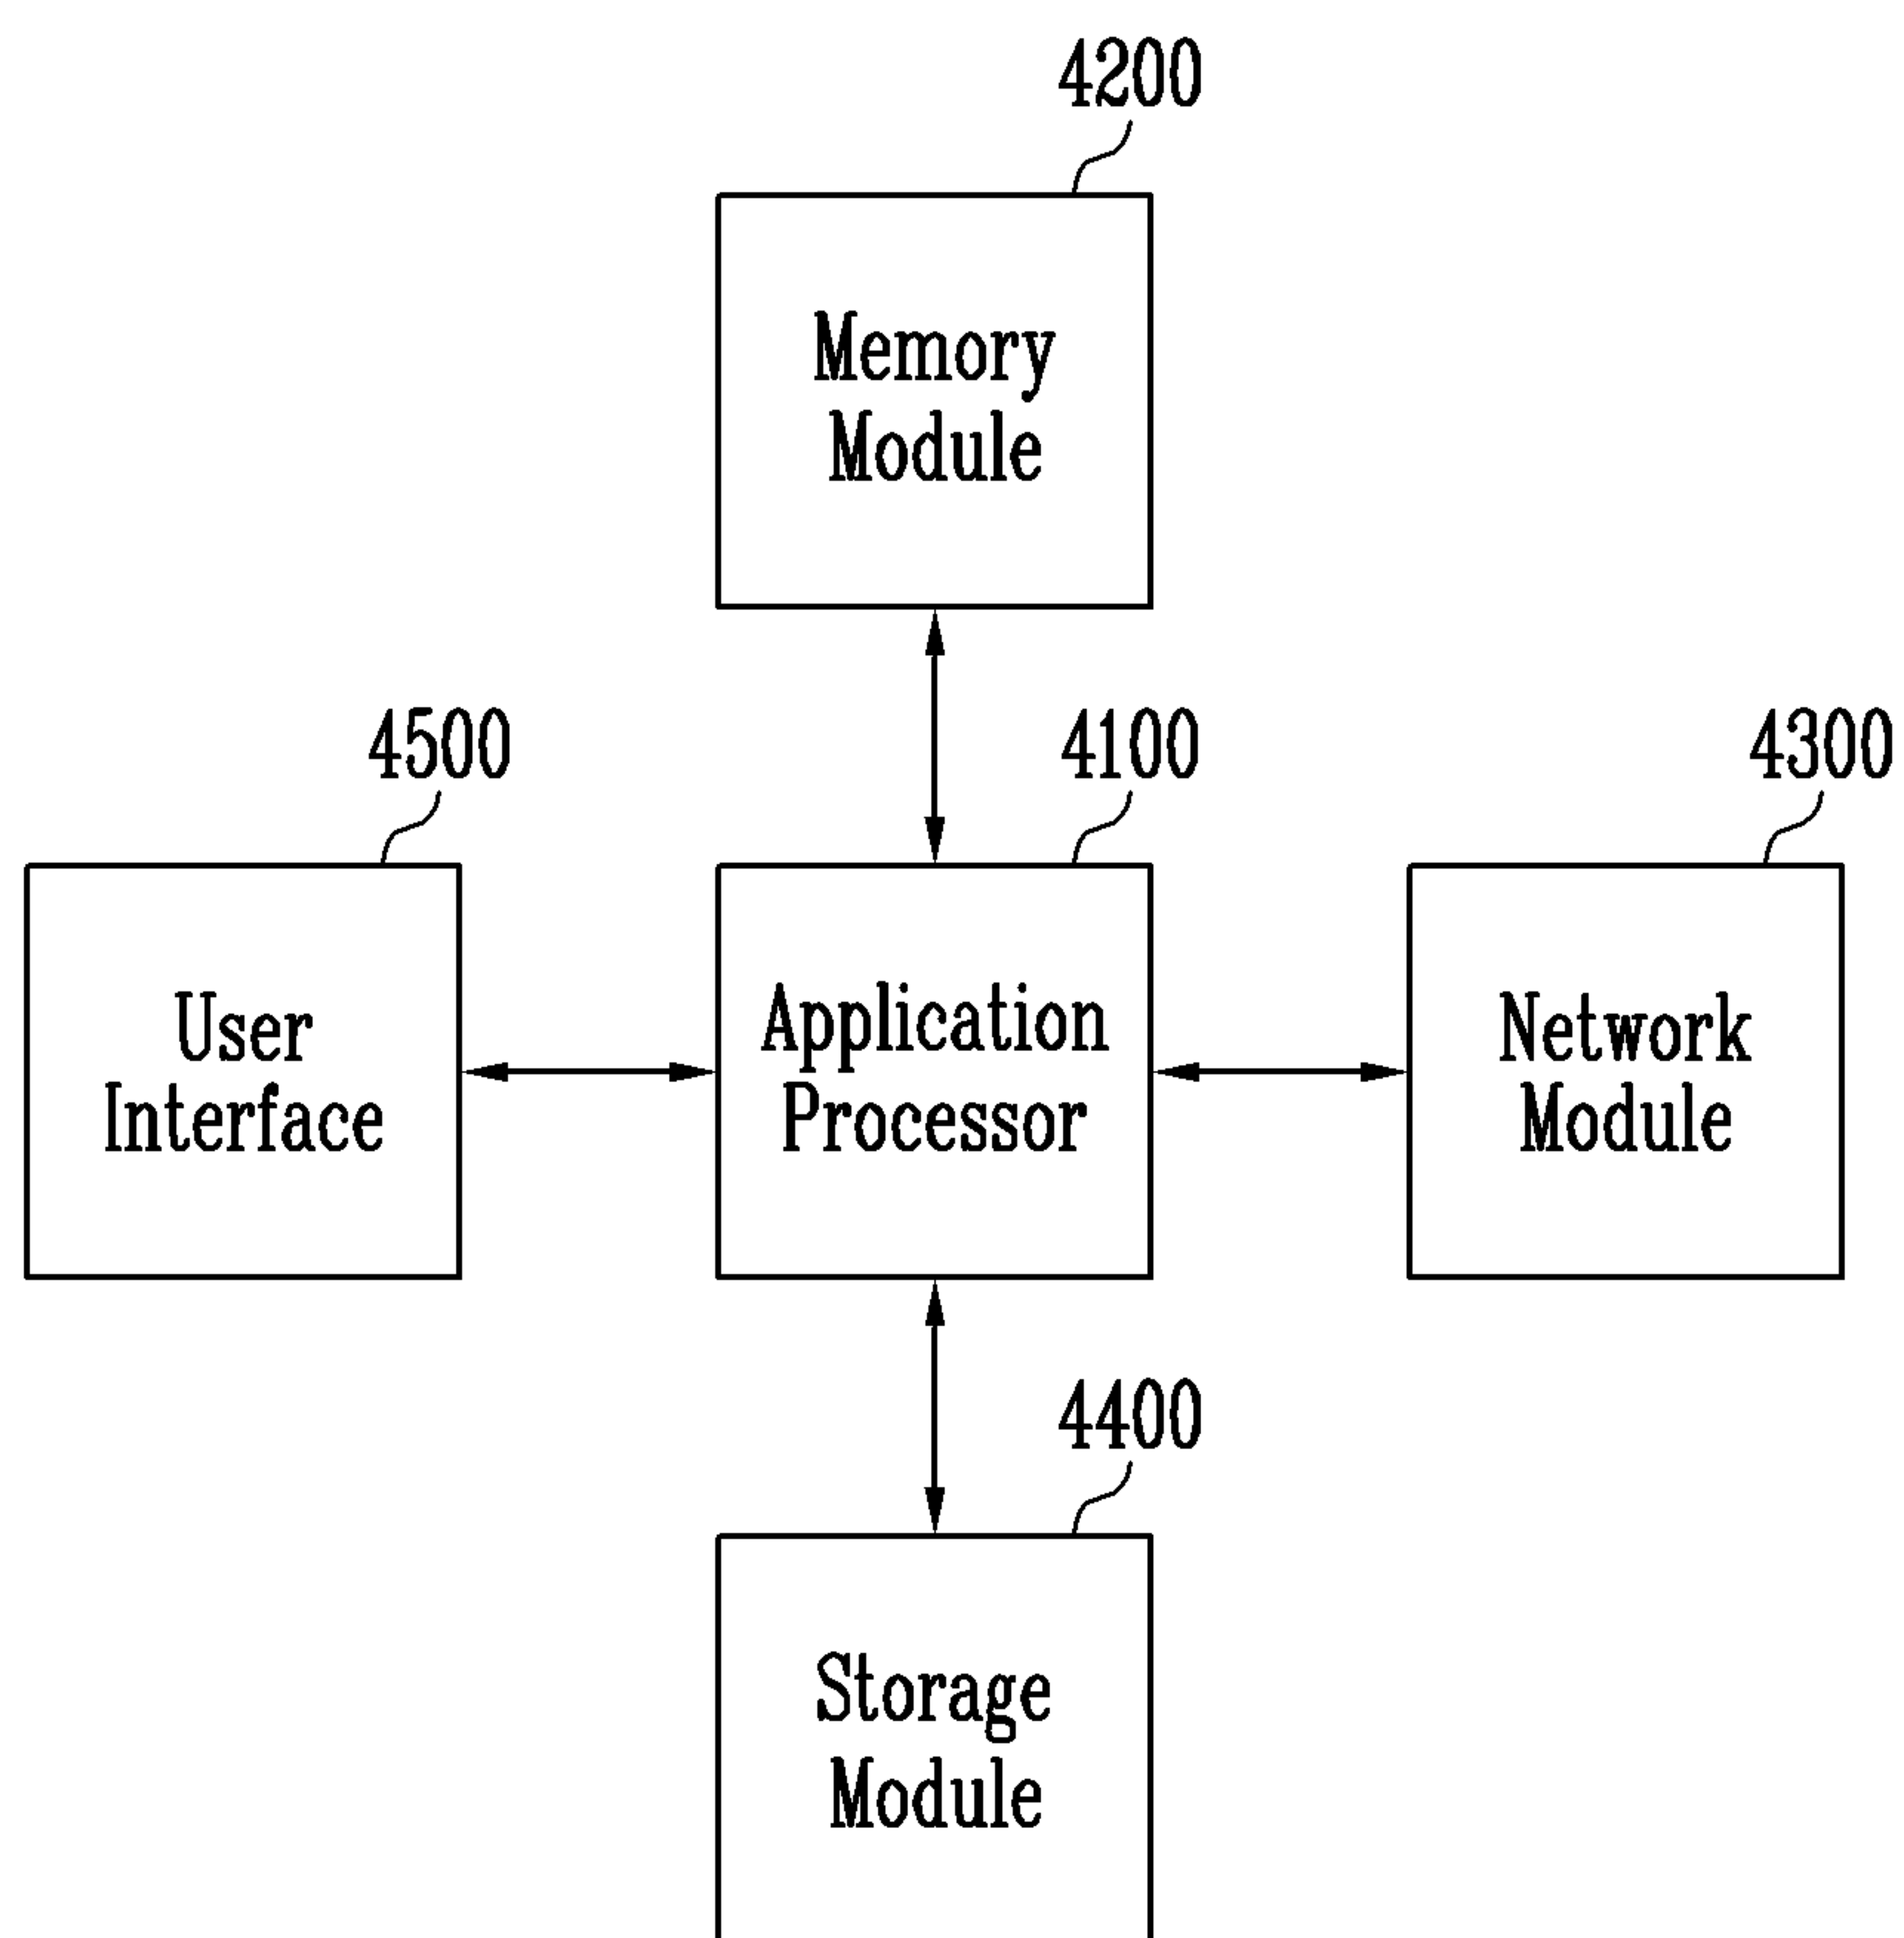 4200
Memory
Module
4500
4100
4300
User
Interface
Application
Processor
Network
Module
4400
Storage
Module